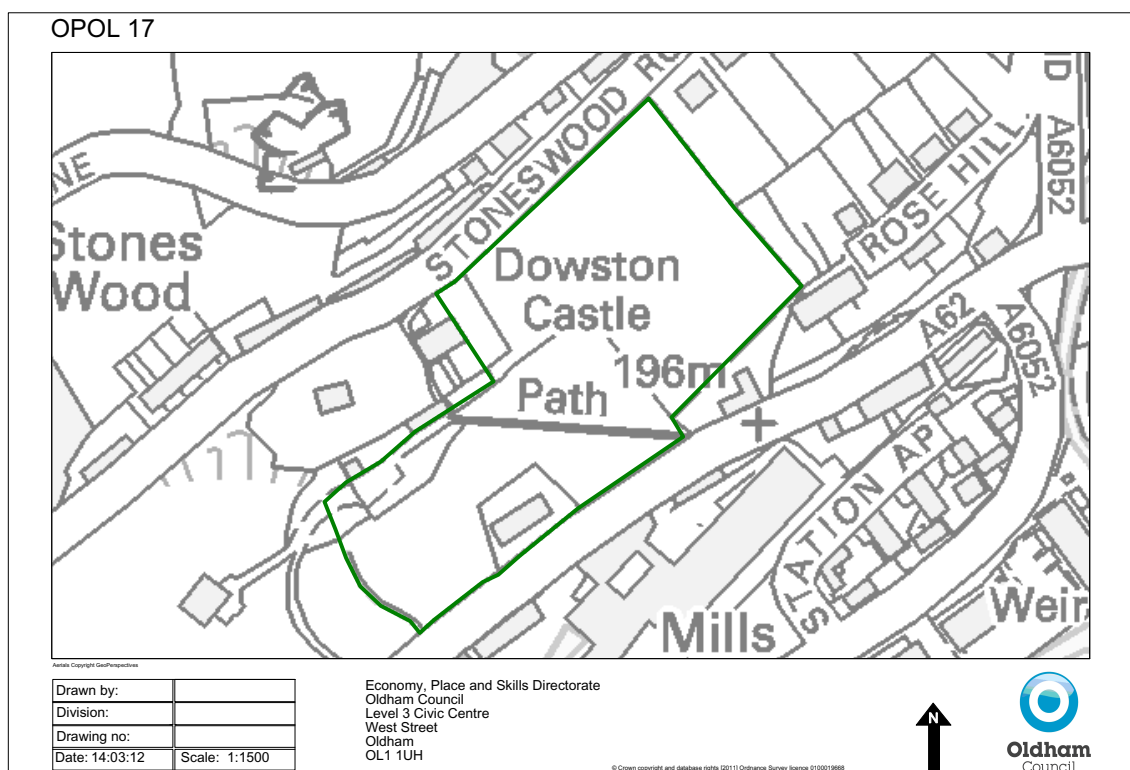 OPOL 17
NE
Stones
Wood
STONESWOOD RO
Dowston
Castle
196m
Path
ROSE HILL
ND
A6052
A62
A6052
STATION AP
Mills
Weir
Aerials Copyright GeoPerspectives
Drawn by:
Division:
Drawing no:
Date: 14:03:12 Scale: 1:1500
Economy, Place and Skills Directorate
Oldham Council
Level 3 Civic Centre
West Street
Oldham
OL1 1UH
© Crown copyright and database rights [2011] Ordnance Survey licence 0100019668
N
Oldham
Council